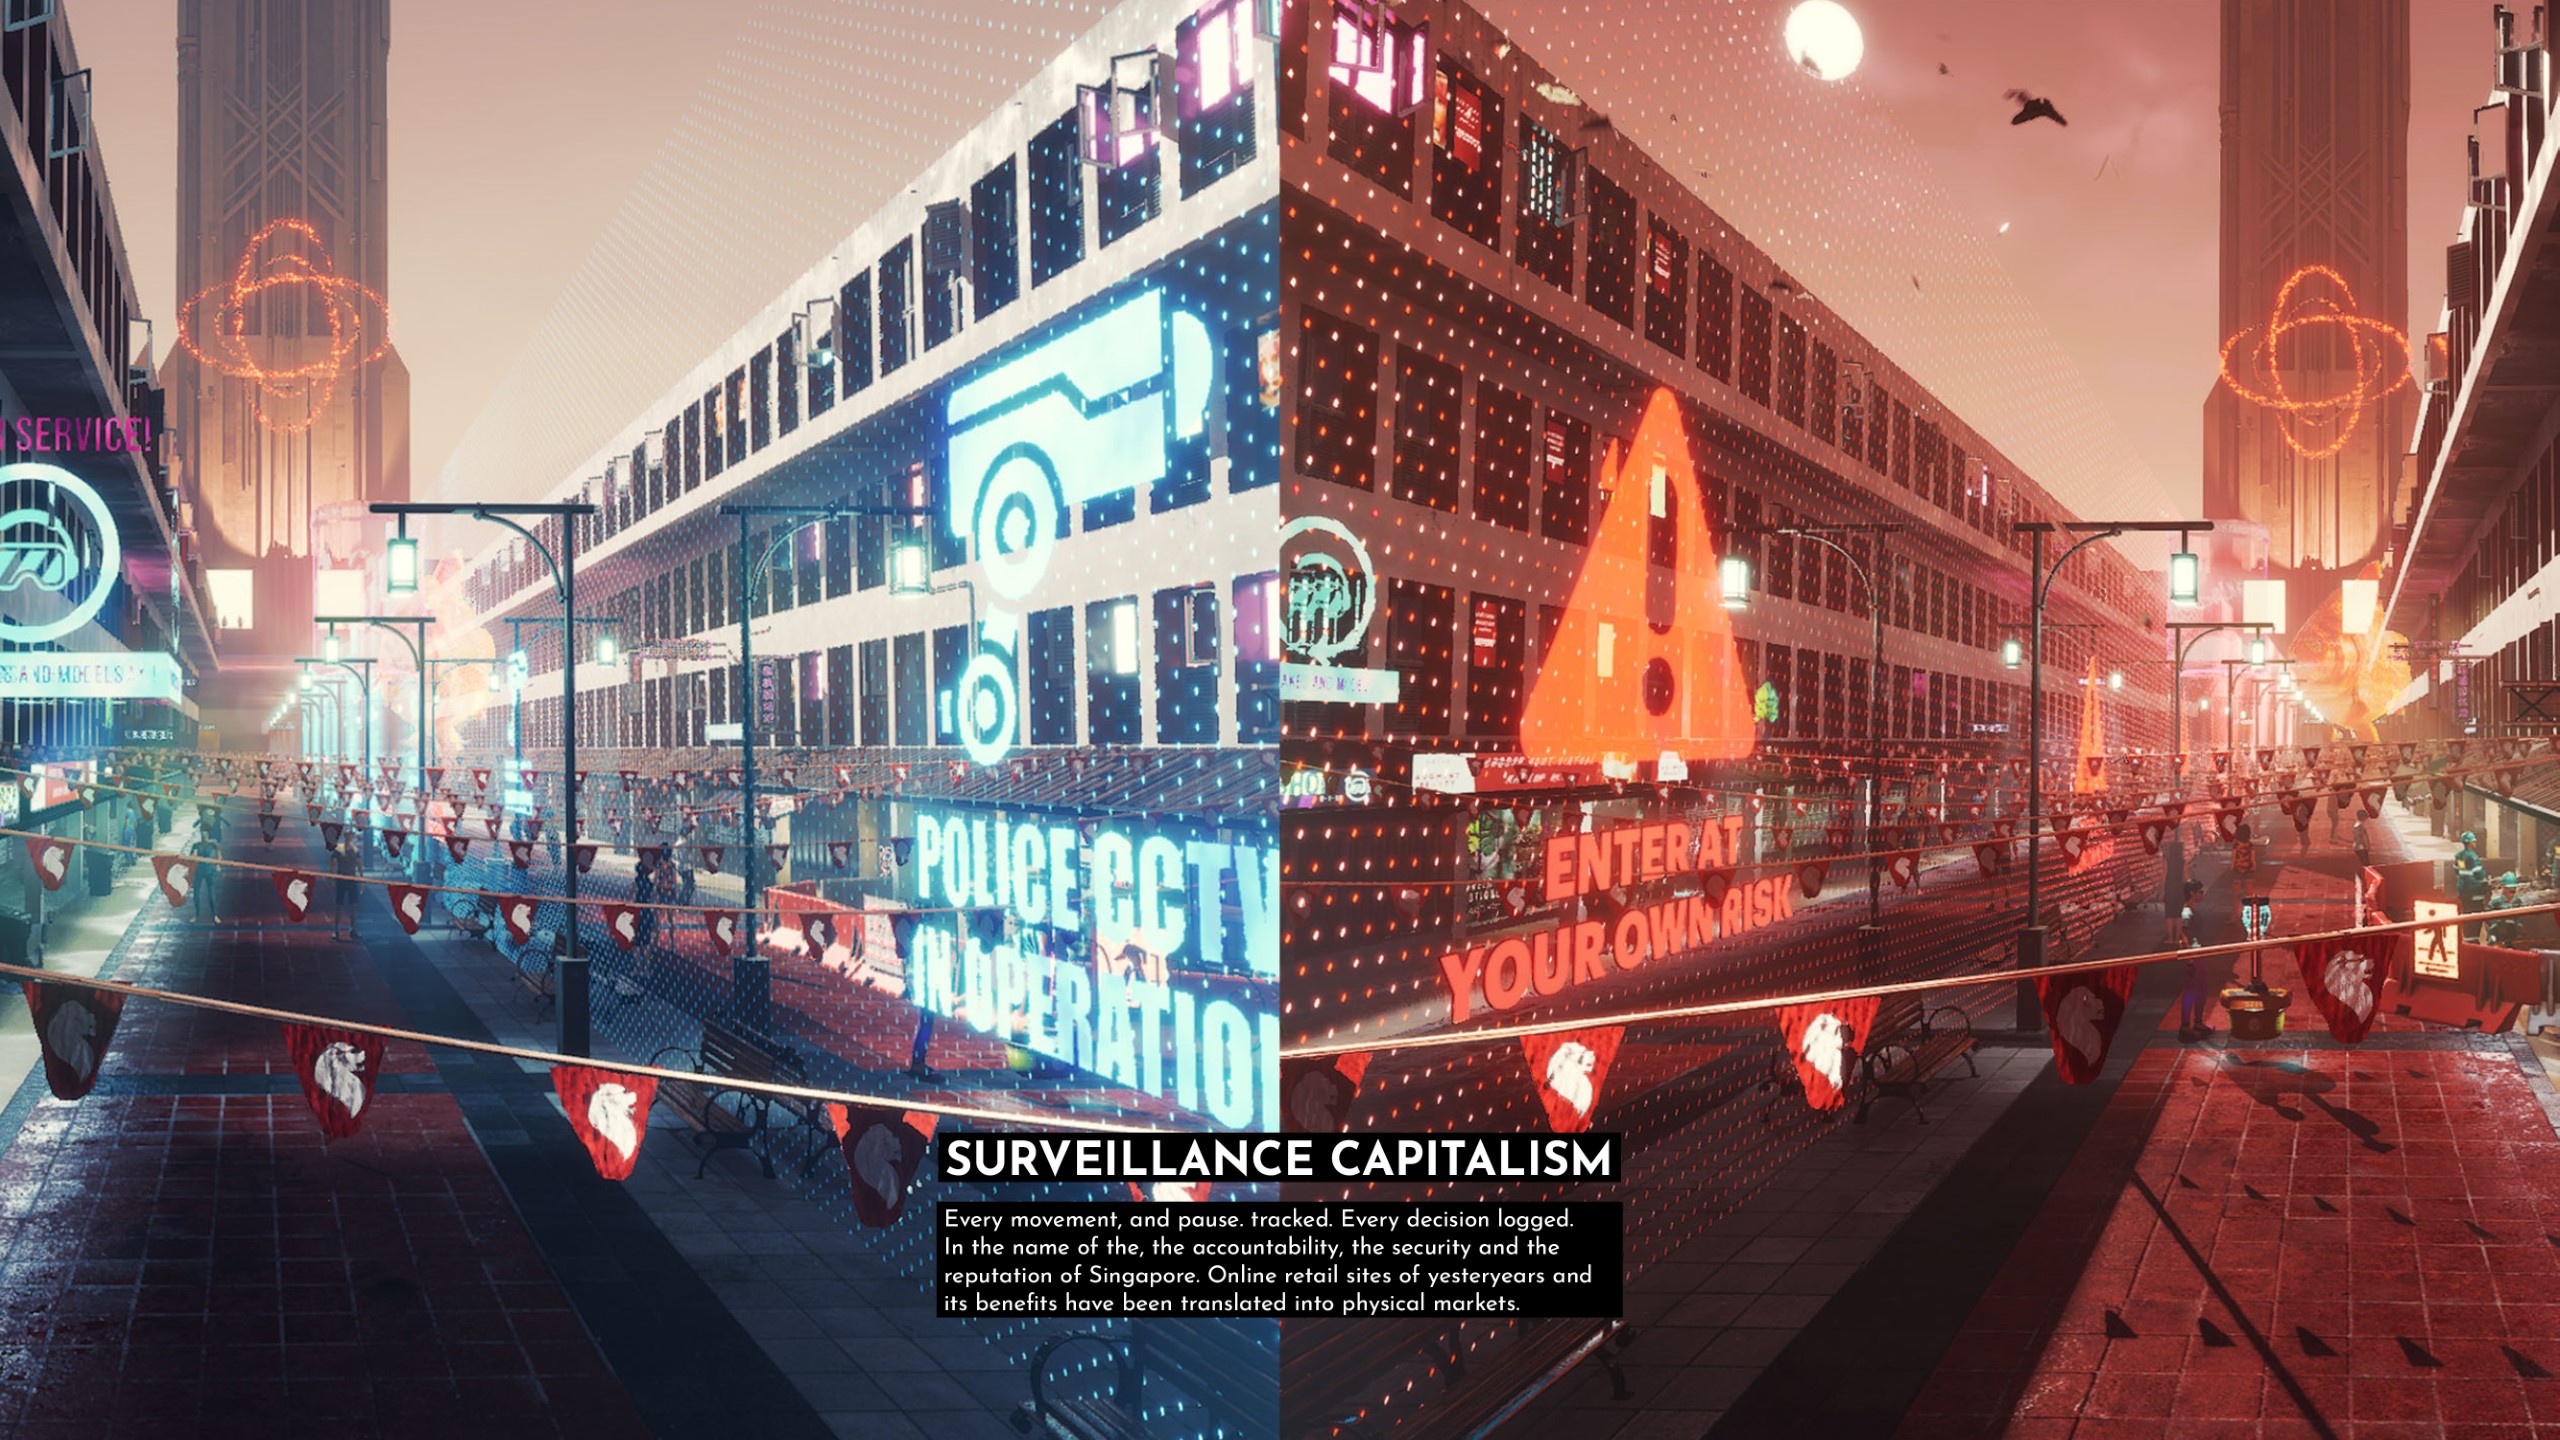 SERVICE!
POLICE CCTV
IN OPERATION
ENTER AT
YOUR OWN RISK
SURVEILLANCE CAPITALISM
Every movement, and pause. tracked. Every decision logged.
In the name of the, the accountability, the security and the
reputation of Singapore. Online retail sites of yesteryears and
its benefits have been translated into physical markets.